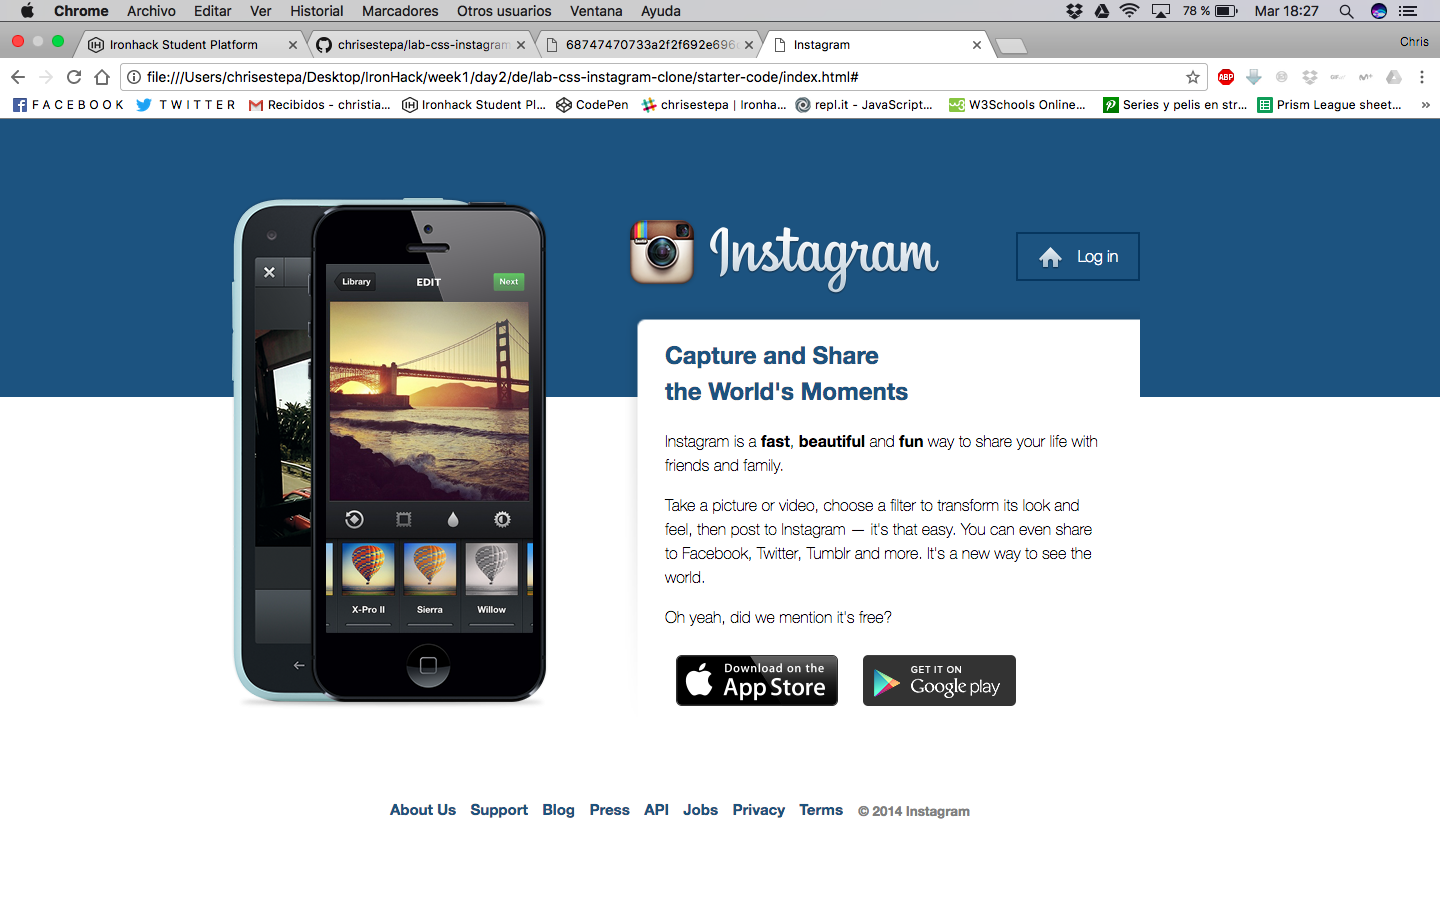 Chrome Archivo Editar Ver Historial Marcadores Otros usuarios Ventana Ayuda 78 % Mar 18:27
Ironhack Student Platform
chrisestepa/lab-css-instagram
68747470733a2f2f692e696
Instagram
Chris
file:///Users/chrisestepa/Desktop/IronHack/week1/day2/de/lab-css-instagram-clone/starter-code/index.html#
ABP
FACEBOOK TWITTER Recibidos - christia... Ironhack Student Pl... CodePen chrisestepa | Ironha... repl.it - JavaScript... W3Schools Online... Series y pelis en str... Prism League sheet... »
Instagram
Log in
Library EDIT Next
X-Pro II Sierra Willow
Capture and Share
the World's Moments
Instagram is a fast, beautiful and fun way to share your life with
friends and family.
Take a picture or video, choose a filter to transform its look and
feel, then post to Instagram — it's that easy. You can even share
to Facebook, Twitter, Tumblr and more. It's a new way to see the
world.
Oh yeah, did we mention it's free?
Download on the
App Store
GET IT ON
Google play
About Us Support Blog Press API Jobs Privacy Terms © 2014 Instagram